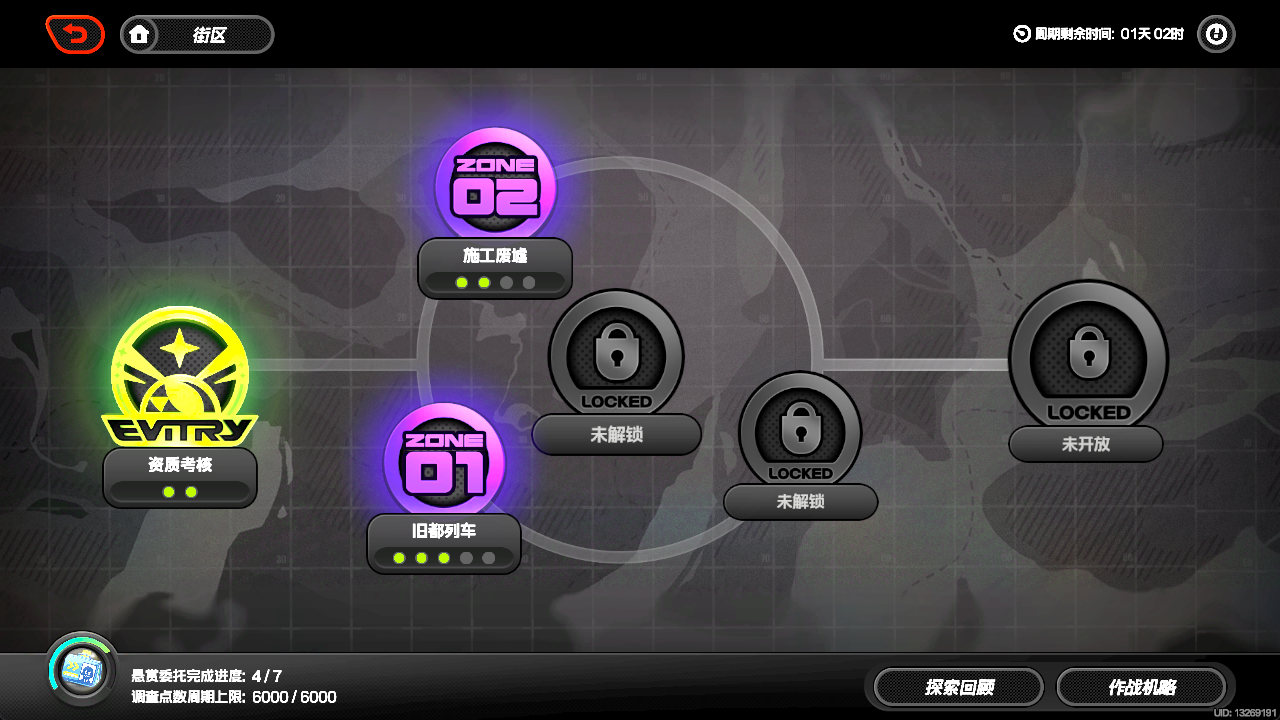 街区
周期剩余时间: 01天 02时
ZONE
02
施工废墟
LOCKED
未解锁
LOCKED
未开放
EVITRY
资质考核
ZONE
01
旧都列车
LOCKED
未解锁
悬赏委托完成进度: 4 / 7
调查点数周期上限: 6000 / 6000
探索回顾
作战机略
UID: 13269191